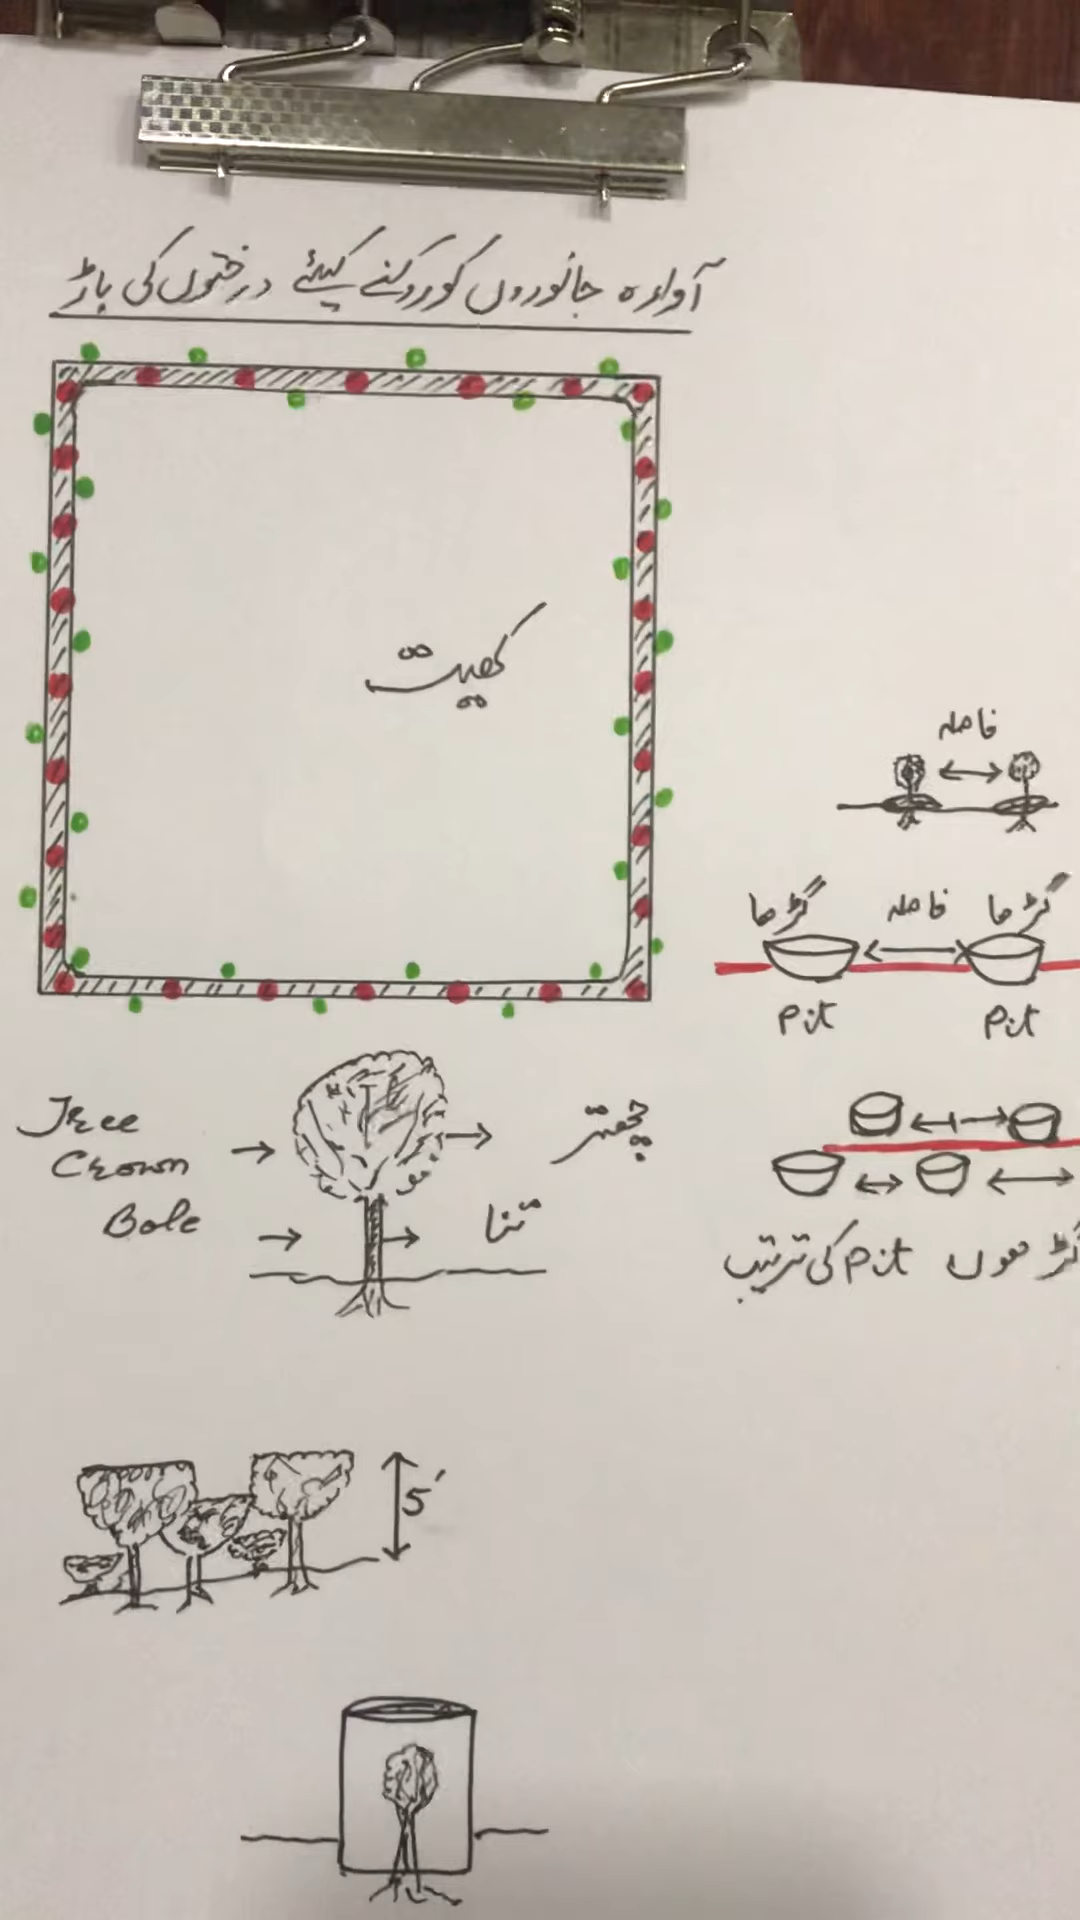 آوارہ جانوروں کو روکنے کیلئے درختوں کی باڑ
کھیت
فاصلہ
گڑھا فاصلہ گڑھا
Pit Pit
Tree
Crown
چھتر
Bole
تنا
گڑھوں Pit کی ترتیب
5'